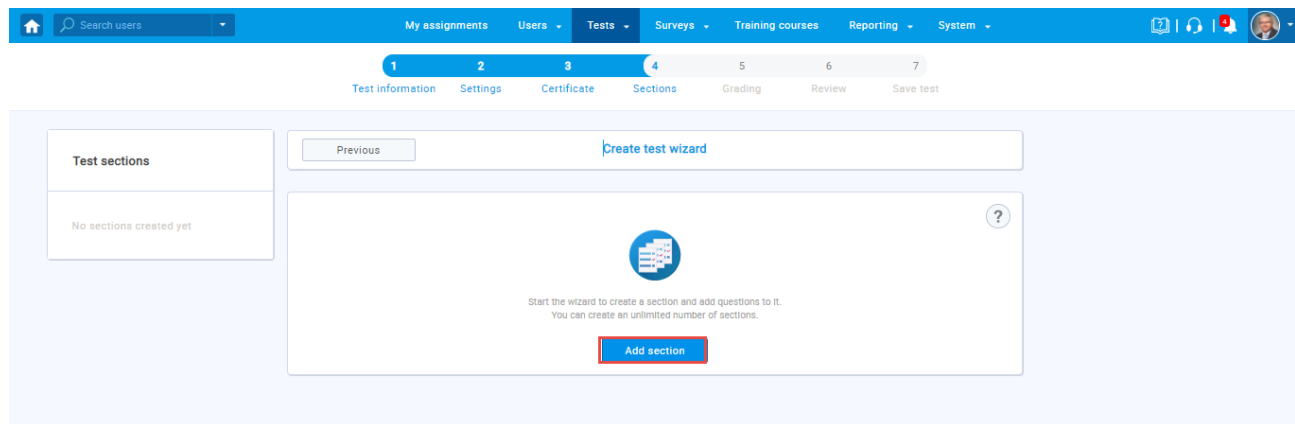 Search users
My assignments
Users
Tests
Surveys
Training courses
Reporting
System
?
4
1 2 3 4 5 6 7
Test information Settings Certificate Sections Grading Review Save test
Test sections
No sections created yet
Previous
Create test wizard
?
Start the wizard to create a section and add questions to it.
You can create an unlimited number of sections.
Add section